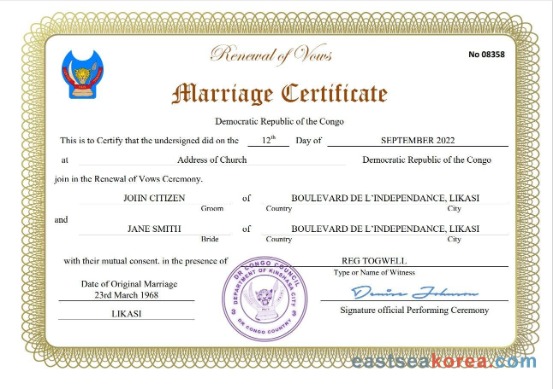 Renewal of Vows
No 08358
Marriage Certificate
Democratic Republic of the Congo
This is to Certify that the undersigned did on the 12th Day of SEPTEMBER 2022
at Address of Church Democratic Republic of the Congo
join in the Renewal of Vows Ceremony.
JOHN CITIZEN of BOULEVARD DE L’INDEPENDANCE, LIKASI
Groom Country City
and
JANE SMITH of BOULEVARD DE L’INDEPENDANCE, LIKASI
Bride Country City
with their mutual consent. in the presence of REG TOGWELL
Type or Name of Witness
Date of Original Marriage
23rd March 1968
LIKASI
DR CONGO COUNCIL
DEPARTMENT OF KINSHASA CITY
DR CONGO COUNTRY
Denise Johnson
Signature official Performing Ceremony
eastseakorea.com